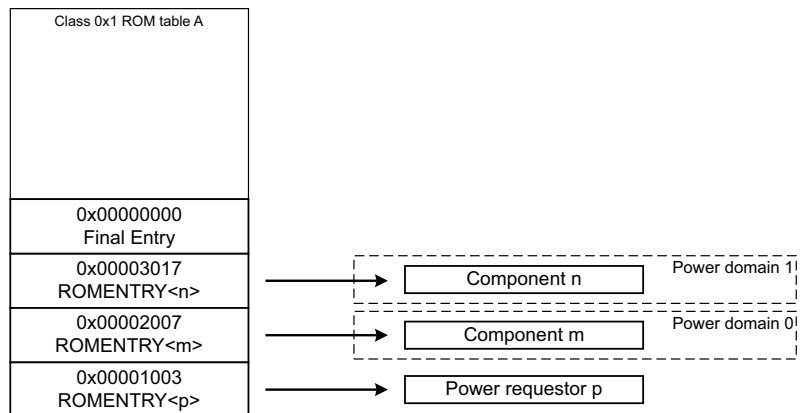 Class 0x1 ROM table A
0x00000000
Final Entry
0x00003017
ROMENTRY<n>
Component n
Power domain 1
0x00002007
ROMENTRY<m>
Component m
Power domain 0
0x00001003
ROMENTRY<p>
Power requestor p